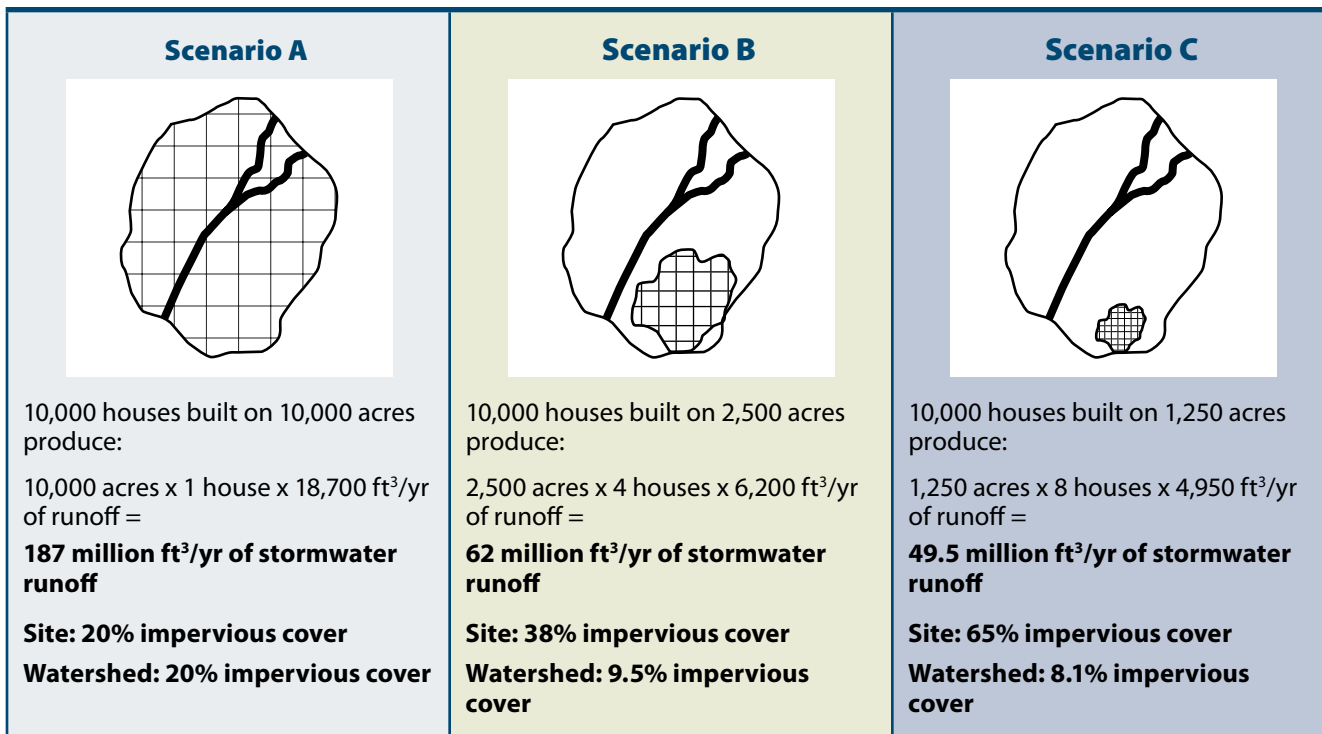 Scenario A
10,000 houses built on 10,000 acres
produce:
10,000 acres x 1 house x 18,700 ft³/yr
of runoff =
187 million ft³/yr of stormwater
runoff
Site: 20% impervious cover
Watershed: 20% impervious cover
Scenario B
10,000 houses built on 2,500 acres
produce:
2,500 acres x 4 houses x 6,200 ft³/yr
of runoff =
62 million ft³/yr of stormwater
runoff
Site: 38% impervious cover
Watershed: 9.5% impervious
cover
Scenario C
10,000 houses built on 1,250 acres
produce:
1,250 acres x 8 houses x 4,950 ft³/yr
of runoff =
49.5 million ft³/yr of stormwater
runoff
Site: 65% impervious cover
Watershed: 8.1% impervious
cover